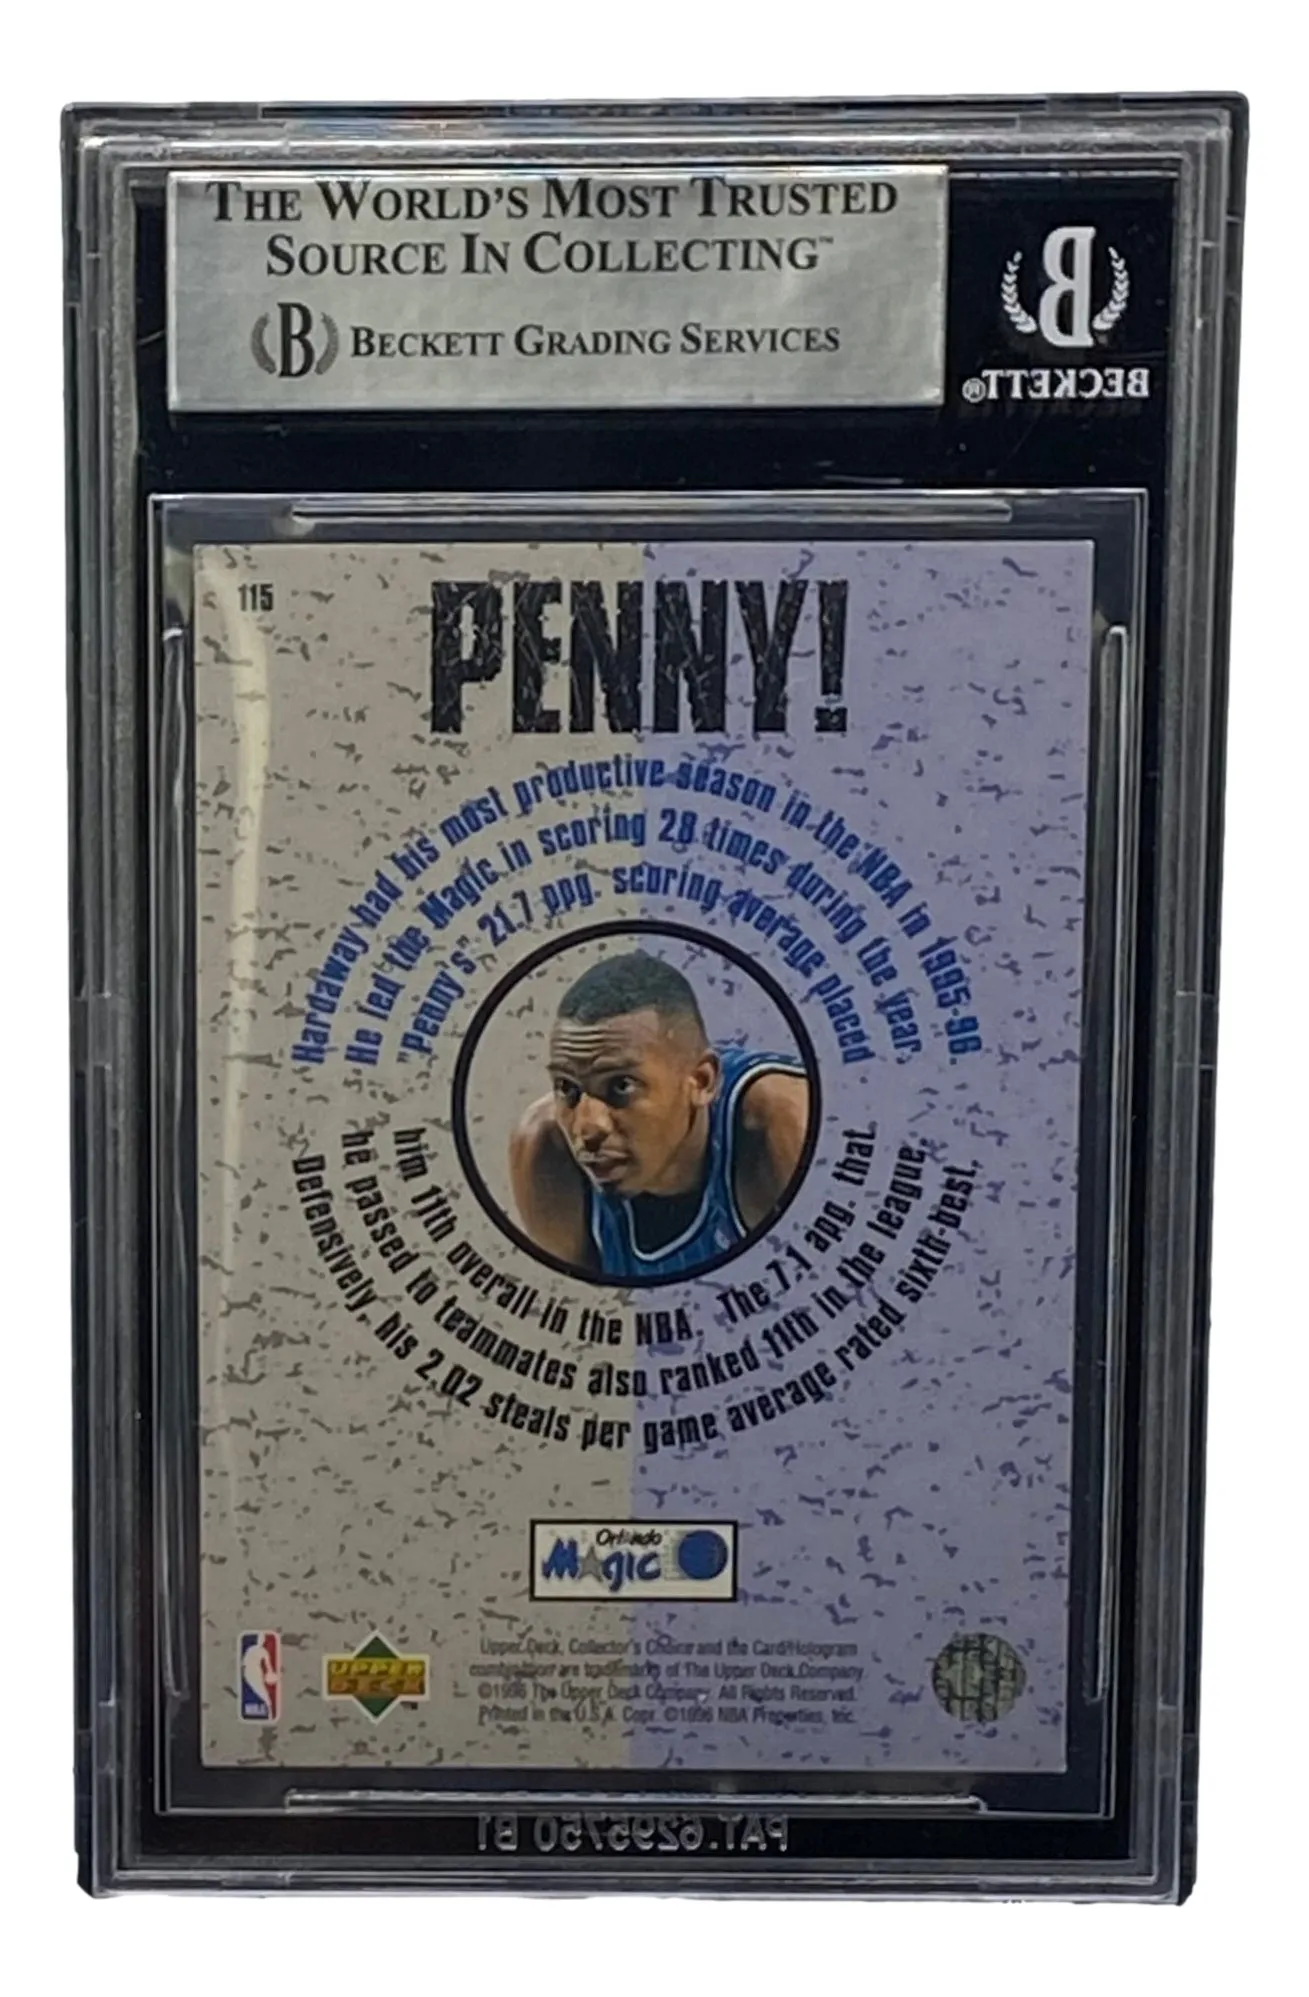 THE WORLD'S MOST TRUSTED
SOURCE IN COLLECTING™
B BECKETT GRADING SERVICES
B
BECKETT®
115
PENNY!
Hardaway had his most productive season in the NBA in 1995-96.
He led the Magic in scoring 28 times during the year.
"Penny's" 21.7 ppg. scoring average placed
him 11th overall in the NBA. The 7.1 apg. that
he passed to teammates also ranked 11th in the league.
Defensively, his 2.02 steals per game average rated sixth-best.
Orlando
MAGIC
NBA
UPPER
DECK
Upper Deck, Collector's Choice and the Card/Hologram
combination are trademarks of The Upper Deck Company.
©1996 The Upper Deck Company. All Rights Reserved.
Printed in the U.S.A. Copr. ©1996 NBA Properties, Inc.
PAT.6295750 B1